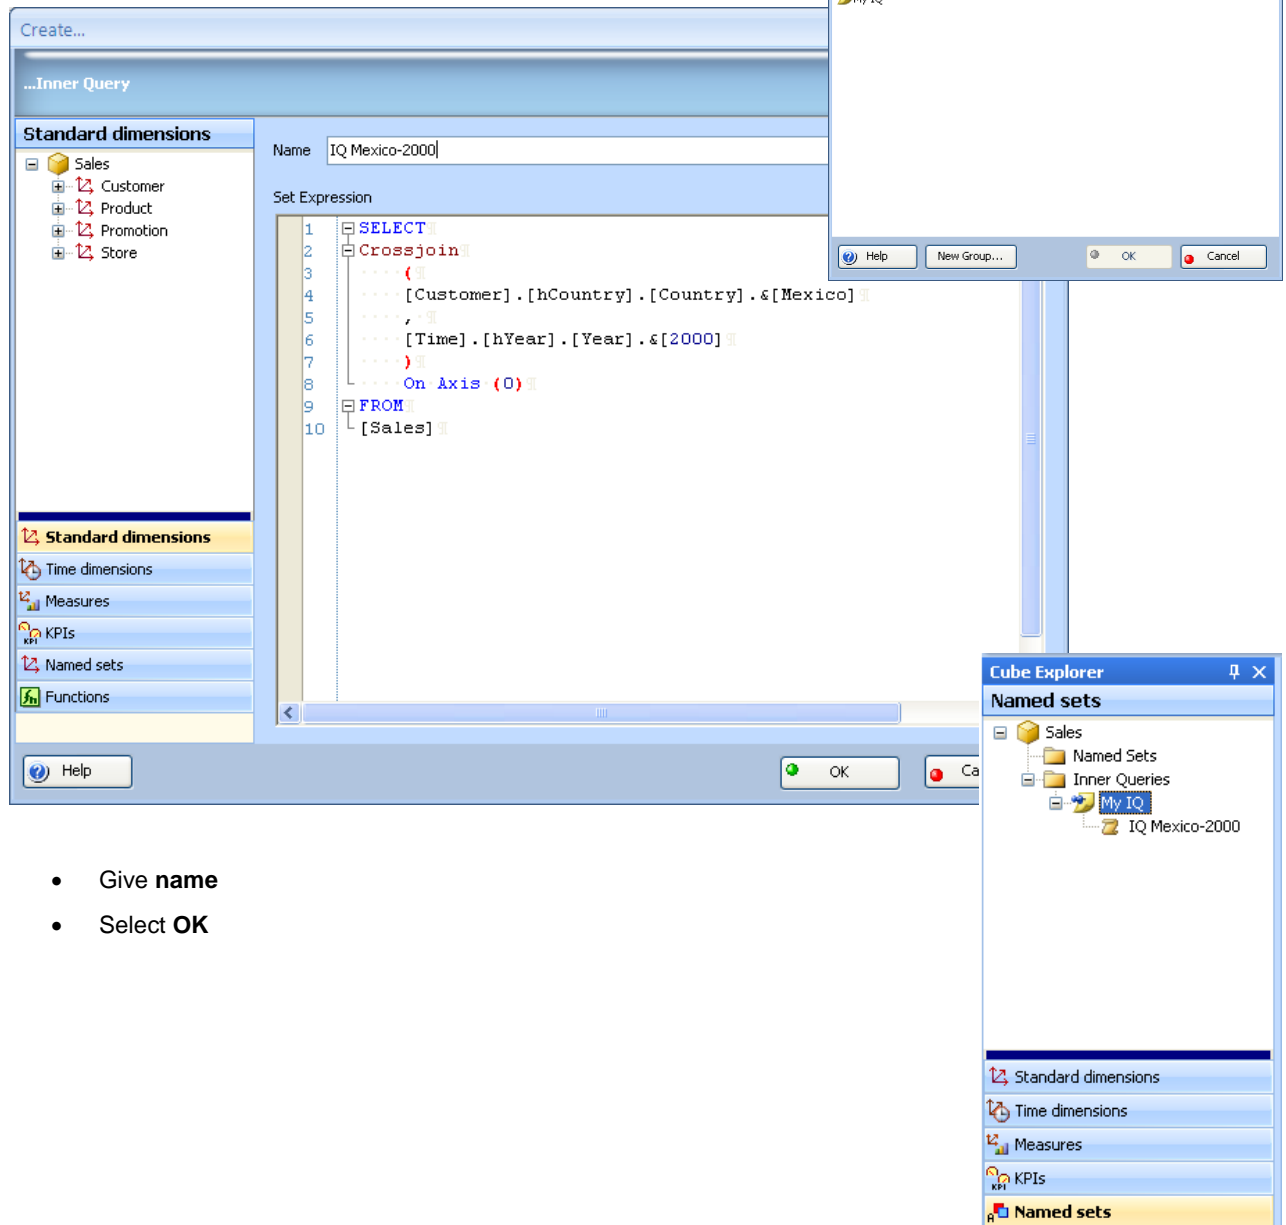 My IQ
Create...
...Inner Query
Standard dimensions
Sales
Customer
Product
Promotion
Store
Standard dimensions
Time dimensions
Measures
KPIs
Named sets
Functions
Name IQ Mexico-2000
Set Expression
1 SELECT¶
2 Crossjoin¶
3 ····(¶
4 ····[Customer].[hCountry].[Country].&[Mexico]¶
5 ····,·¶
6 ····[Time].[hYear].[Year].&[2000]¶
7 ····)¶
8 ····On·Axis·(0)¶
9 FROM¶
10 [Sales]¶
Help
OK
Ca
Help New Group... OK Cancel
Cube Explorer
Named sets
Sales
Named Sets
Inner Queries
My IQ
IQ Mexico-2000
Standard dimensions
Time dimensions
Measures
KPIs
Named sets
• Give name
• Select OK